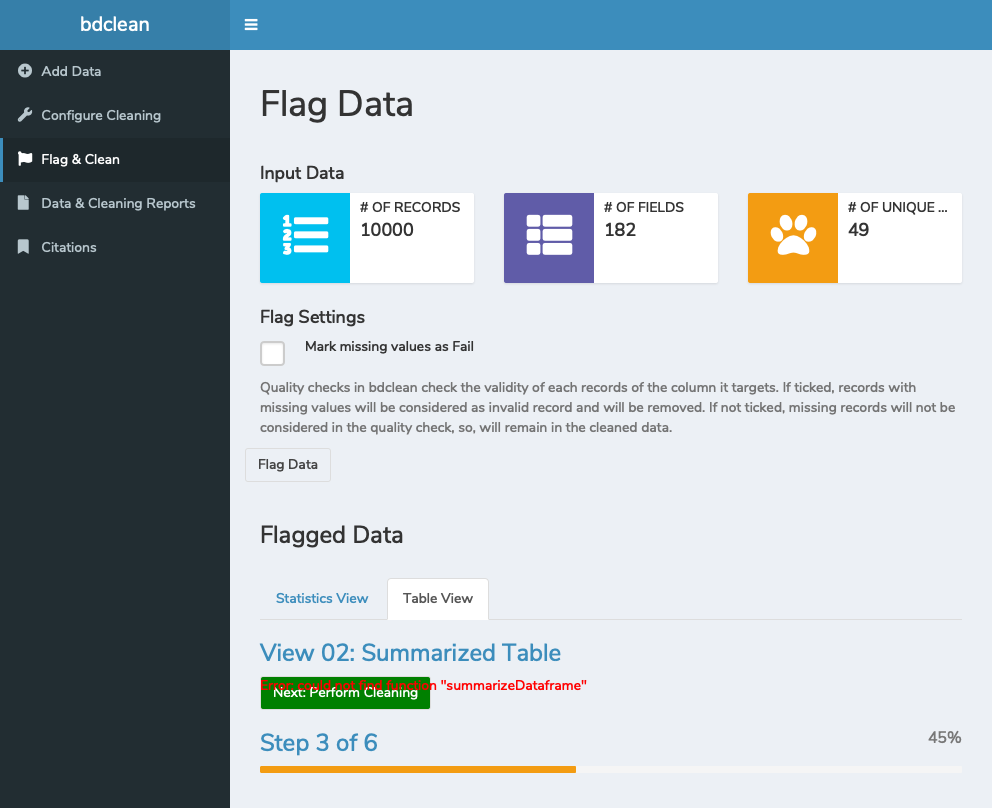 bdclean
Add Data
Configure Cleaning
Flag & Clean
Data & Cleaning Reports
Citations
Flag Data
Input Data
# OF RECORDS
10000
# OF FIELDS
182
# OF UNIQUE ...
49
Flag Settings
Mark missing values as Fail
Quality checks in bdclean check the validity of each records of the column it targets. If ticked, records with
missing values will be considered as invalid record and will be removed. If not ticked, missing records will not be
considered in the quality check, so, will remain in the cleaned data.
Flag Data
Flagged Data
Statistics View
Table View
View 02: Summarized Table
Error: could not find function "summarizeDataframe"
Next: Perform Cleaning
Step 3 of 6
45%